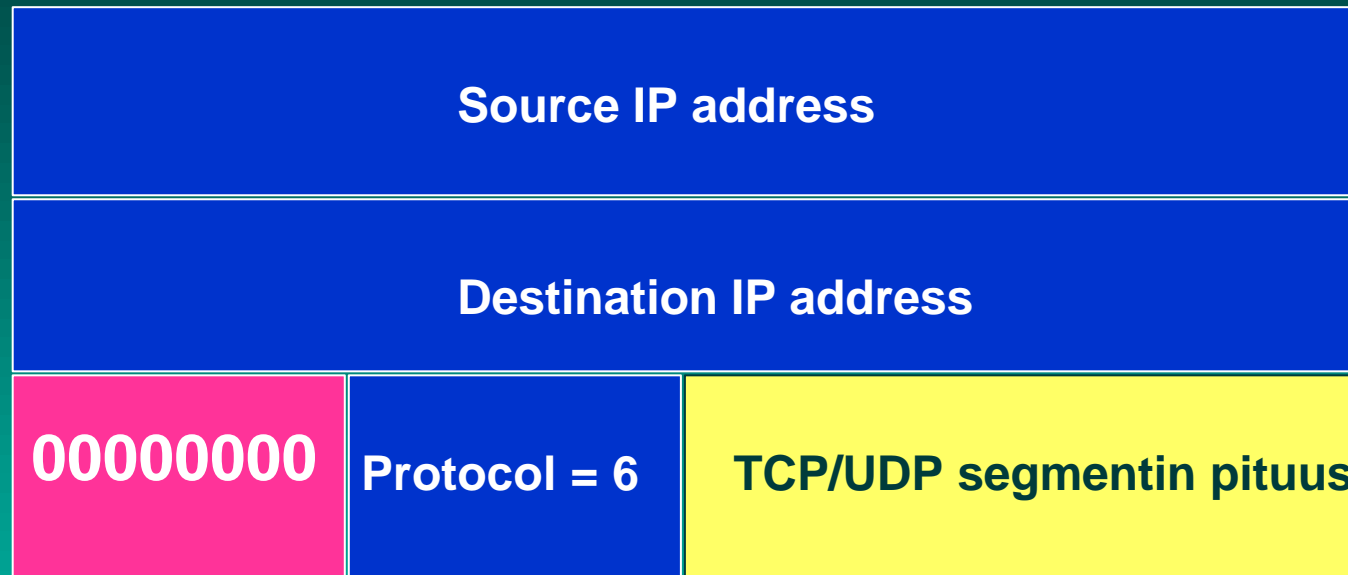 Source IP address
Destination IP address
00000000
Protocol = 6
TCP/UDP segmentin pituus